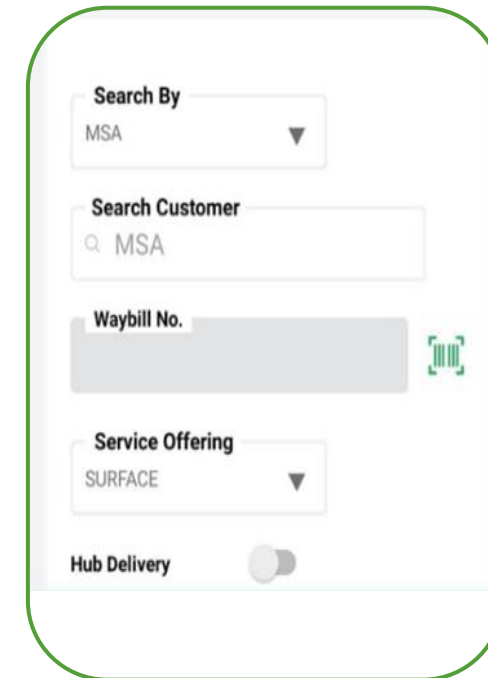 Search By
MSA
Search Customer
MSA
Waybill No.
Service Offering
SURFACE
Hub Delivery